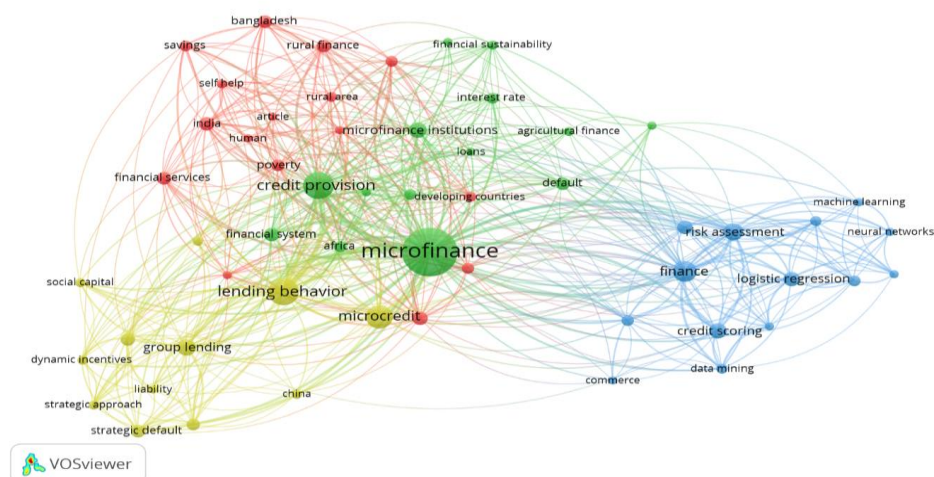 bangladesh
savings
rural finance
financial sustainability
self help
rural area
interest rate
article
india
human
microfinance institutions
agricultural finance
loans
poverty
financial services
credit provision
default
developing countries
machine learning
financial system
africa
risk assessment
neural networks
microfinance
finance
social capital
lending behavior
logistic regression
microcredit
credit scoring
group lending
dynamic incentives
data mining
commerce
liability
china
strategic approach
strategic default
VOSviewer